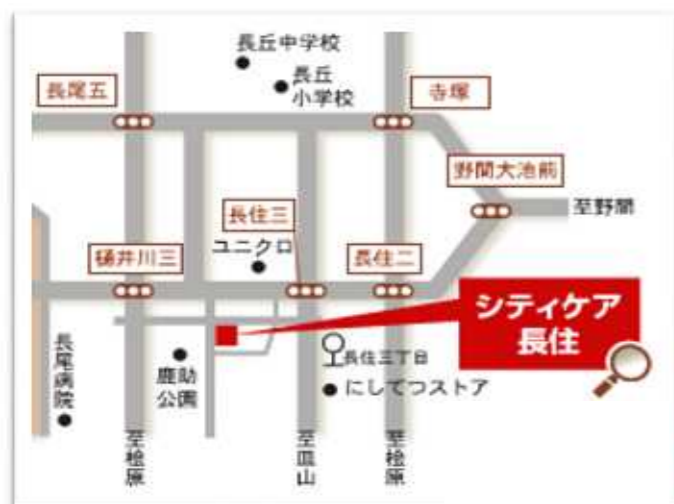 長丘中学校
長丘
小学校
長尾五
寺塚
野間大池前
至野間
長住三
ユニクロ
樋井川三
長住二
シティケア
長住
長住三丁目
にしてつストア
鹿助
公園
長尾病院
至桧原
至皿山
至桧原